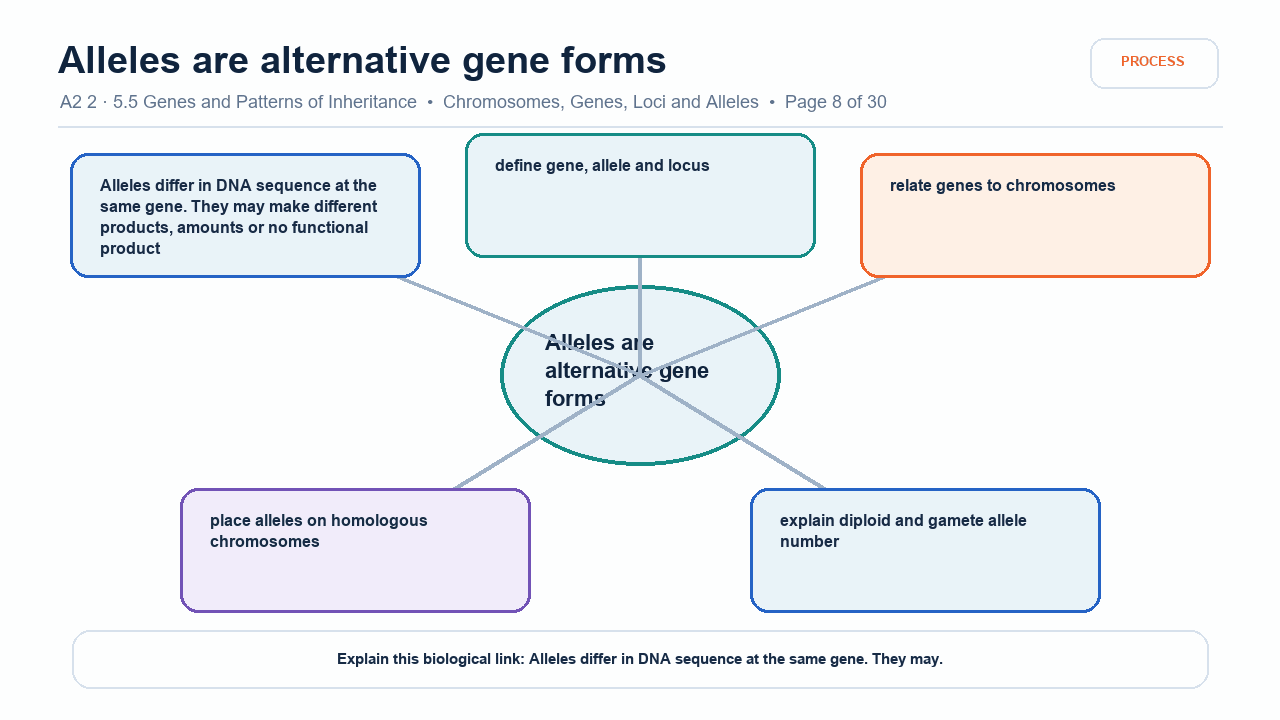 Alleles are alternative gene forms
PROCESS
A2 2 · 5.5 Genes and Patterns of Inheritance • Chromosomes, Genes, Loci and Alleles • Page 8 of 30
Alleles differ in DNA sequence at the
same gene. They may make different
products, amounts or no functional
product
define gene, allele and locus
relate genes to chromosomes
Alleles are
alternative gene
forms
place alleles on homologous
chromosomes
explain diploid and gamete allele
number
Explain this biological link: Alleles differ in DNA sequence at the same gene. They may.